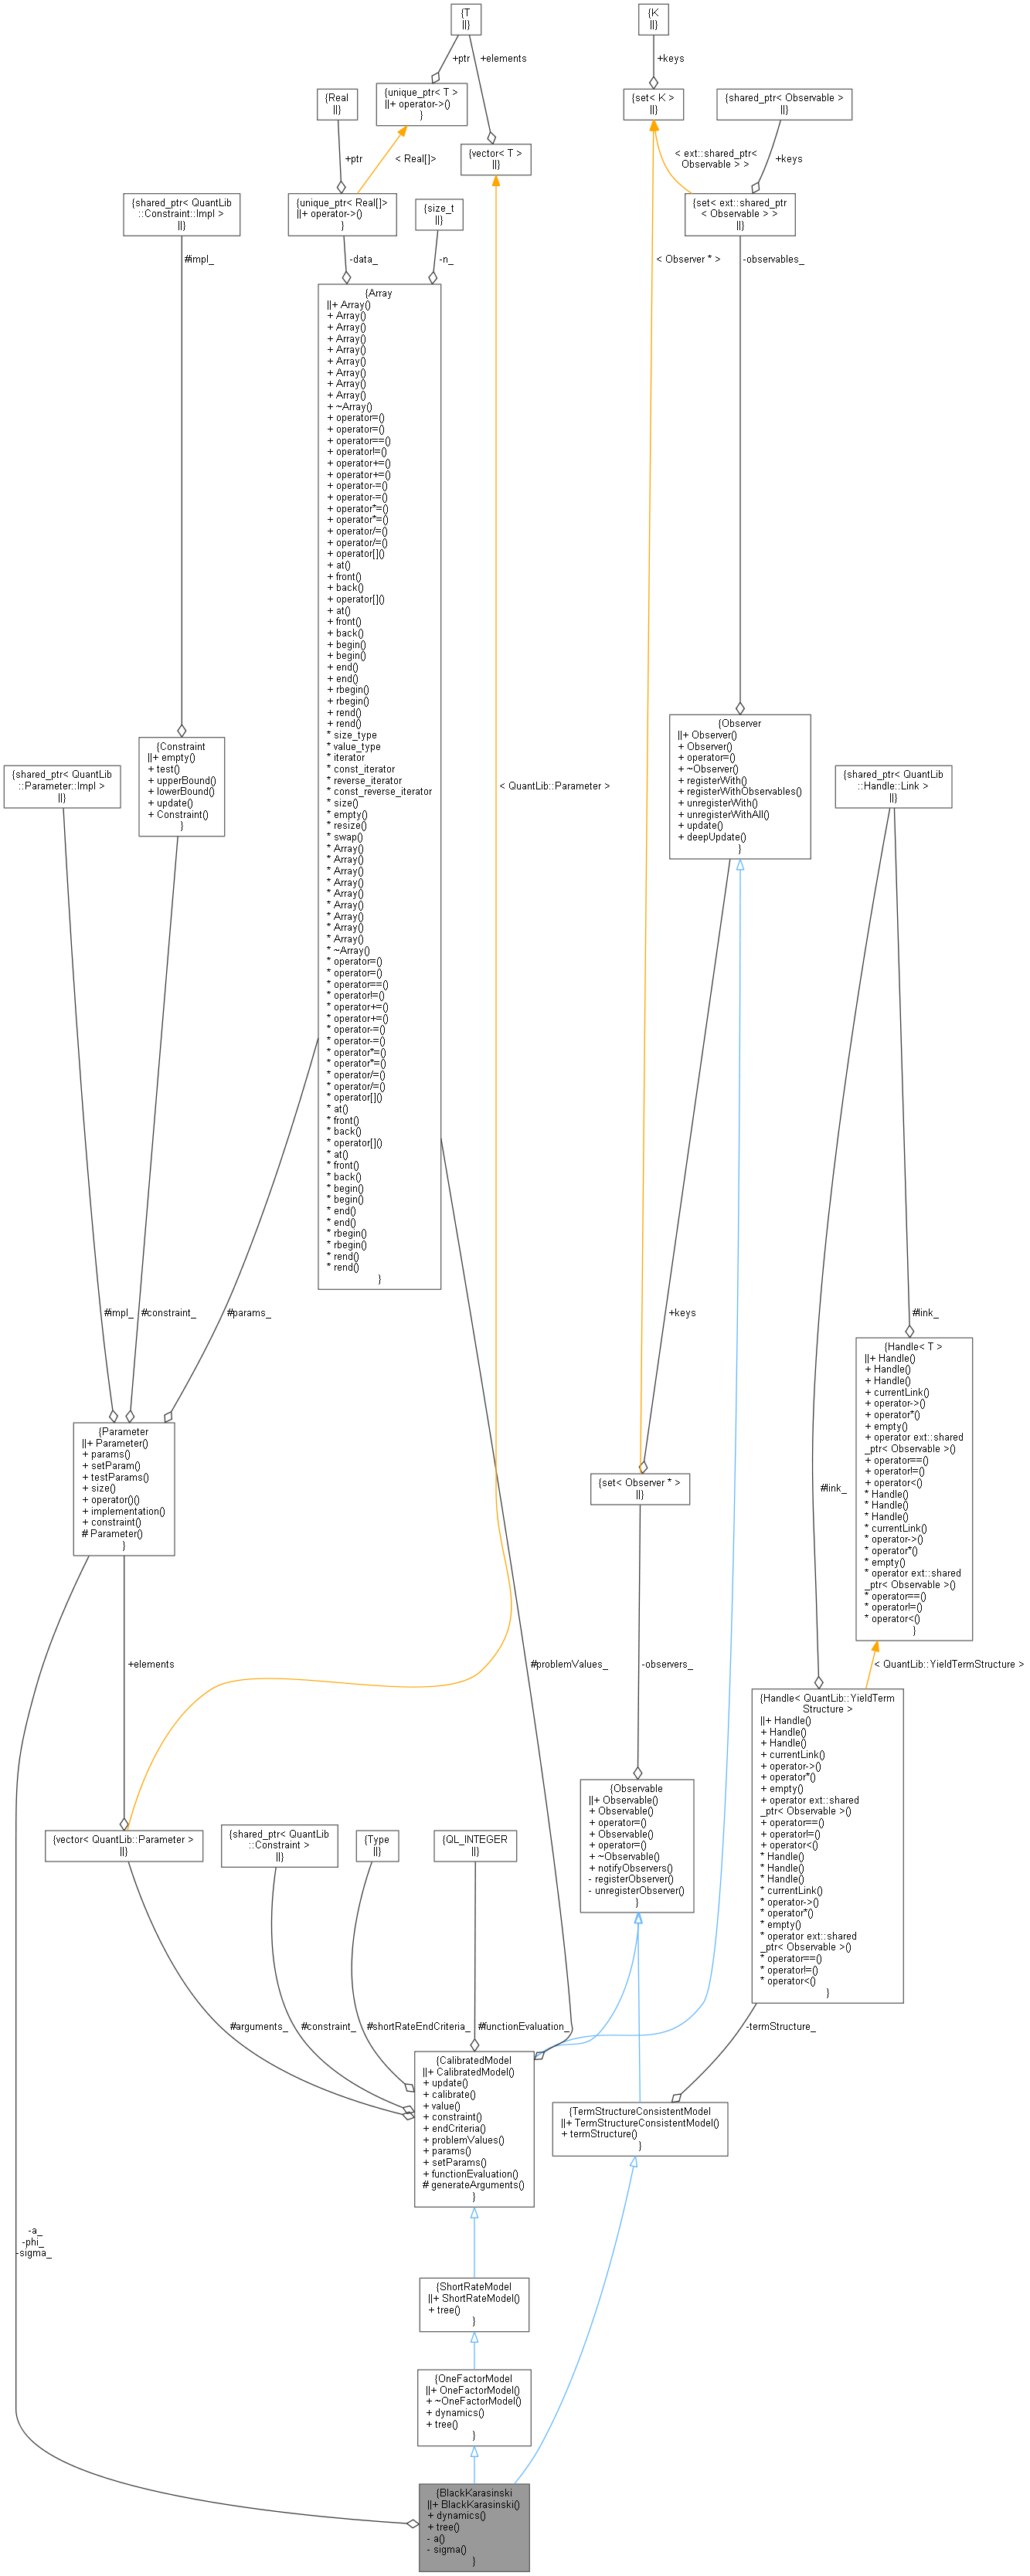 {T
||}
{K
||}
+ptr
+elements
+keys
{Real
||}
{unique_ptr< T >
||+ operator->()
}
{set< K >
||}
{shared_ptr< Observable >
||}
+ptr
< Real[]>
{vector< T >
||}
< ext::shared_ptr<
Observable > >
+keys
{shared_ptr< QuantLib
::Constraint::Impl >
||}
{unique_ptr< Real[]>
||+ operator->()
}
{size_t
||}
{set< ext::shared_ptr
< Observable > >
||}
#impl_
-data_
-n_
< Observer * >
-observables_
{Array
||+ Array()
+ Array()
+ Array()
+ Array()
+ Array()
+ Array()
+ Array()
+ Array()
+ Array()
+ ~Array()
+ operator=()
+ operator=()
+ operator==()
+ operator!=()
+ operator+=()
+ operator+=()
+ operator-=()
+ operator-=()
+ operator*=()
+ operator*=()
+ operator/=()
+ operator/=()
+ operator[]()
+ at()
+ front()
+ back()
+ operator[]()
+ at()
+ front()
+ back()
+ begin()
+ begin()
+ end()
+ end()
+ rbegin()
+ rbegin()
+ rend()
+ rend()
* size_type
* value_type
* iterator
* const_iterator
* reverse_iterator
* const_reverse_iterator
* size()
* empty()
* resize()
* swap()
* Array()
* Array()
* Array()
* Array()
* Array()
* Array()
* Array()
* Array()
* Array()
* ~Array()
* operator=()
* operator=()
* operator==()
* operator!=()
* operator+=()
* operator+=()
* operator-=()
* operator-=()
* operator*=()
* operator*=()
* operator/=()
* operator/=()
* operator[]()
* at()
* front()
* back()
* operator[]()
* at()
* front()
* back()
* begin()
* begin()
* end()
* end()
* rbegin()
* rbegin()
* rend()
* rend()
}
{shared_ptr< QuantLib
::Parameter::Impl >
||}
{Constraint
||+ empty()
+ test()
+ upperBound()
+ lowerBound()
+ update()
+ Constraint()
}
< QuantLib::Parameter >
{Observer
||+ Observer()
+ Observer()
+ operator=()
+ ~Observer()
+ registerWith()
+ registerWithObservables()
+ unregisterWith()
+ unregisterWithAll()
+ update()
+ deepUpdate()
}
{shared_ptr< QuantLib
::Handle::Link >
||}
#impl_
#constraint_
#params_
+keys
#link_
{Handle< T >
||+ Handle()
+ Handle()
+ Handle()
+ currentLink()
+ operator->()
+ operator*()
+ empty()
+ operator ext::shared
_ptr< Observable >()
+ operator==()
+ operator!=()
+ operator<()
* Handle()
* Handle()
* Handle()
* currentLink()
* operator->()
* operator*()
* empty()
* operator ext::shared
_ptr< Observable >()
* operator==()
* operator!=()
* operator<()
}
{Parameter
||+ Parameter()
+ params()
+ setParam()
+ testParams()
+ size()
+ operator()()
+ implementation()
+ constraint()
# Parameter()
}
{set< Observer * >
||}
#link_
+elements
#problemValues_
-observers_
< QuantLib::YieldTermStructure >
{Handle< QuantLib::YieldTerm
Structure >
||+ Handle()
+ Handle()
+ Handle()
+ currentLink()
+ operator->()
+ operator*()
+ empty()
+ operator ext::shared
_ptr< Observable >()
+ operator==()
+ operator!=()
+ operator<()
* Handle()
* Handle()
* Handle()
* currentLink()
* operator->()
* operator*()
* empty()
* operator ext::shared
_ptr< Observable >()
* operator==()
* operator!=()
* operator<()
}
{vector< QuantLib::Parameter >
||}
{shared_ptr< QuantLib
::Constraint >
||}
{Type
||}
{QL_INTEGER
||}
{Observable
||+ Observable()
+ Observable()
+ operator=()
+ Observable()
+ operator=()
+ ~Observable()
+ notifyObservers()
- registerObserver()
- unregisterObserver()
}
#arguments_
#constraint_
#shortRateEndCriteria_
#functionEvaluation_
-termStructure_
{CalibratedModel
||+ CalibratedModel()
+ update()
+ calibrate()
+ value()
+ constraint()
+ endCriteria()
+ problemValues()
+ params()
+ setParams()
+ functionEvaluation()
# generateArguments()
}
{TermStructureConsistentModel
||+ TermStructureConsistentModel()
+ termStructure()
}
-a_
-phi_
-sigma_
{ShortRateModel
||+ ShortRateModel()
+ tree()
}
{OneFactorModel
||+ OneFactorModel()
+ ~OneFactorModel()
+ dynamics()
+ tree()
}
{BlackKarasinski
||+ BlackKarasinski()
+ dynamics()
+ tree()
- a()
- sigma()
}